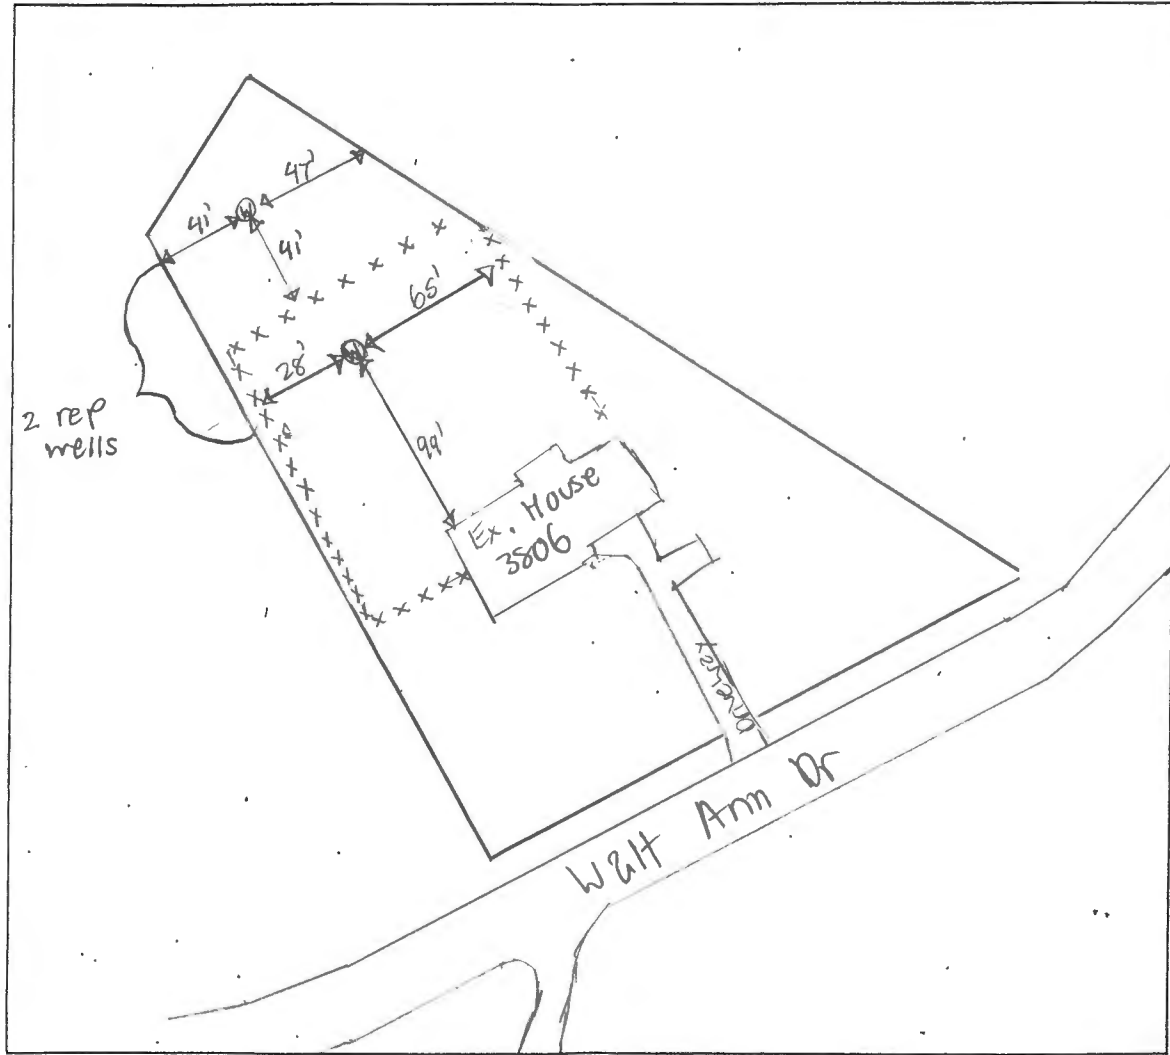 47'
41'
W
41'
65'
28'
W
2 rep
wells
99'
Ex. House
3806
Driveway
Walt Ann Dr